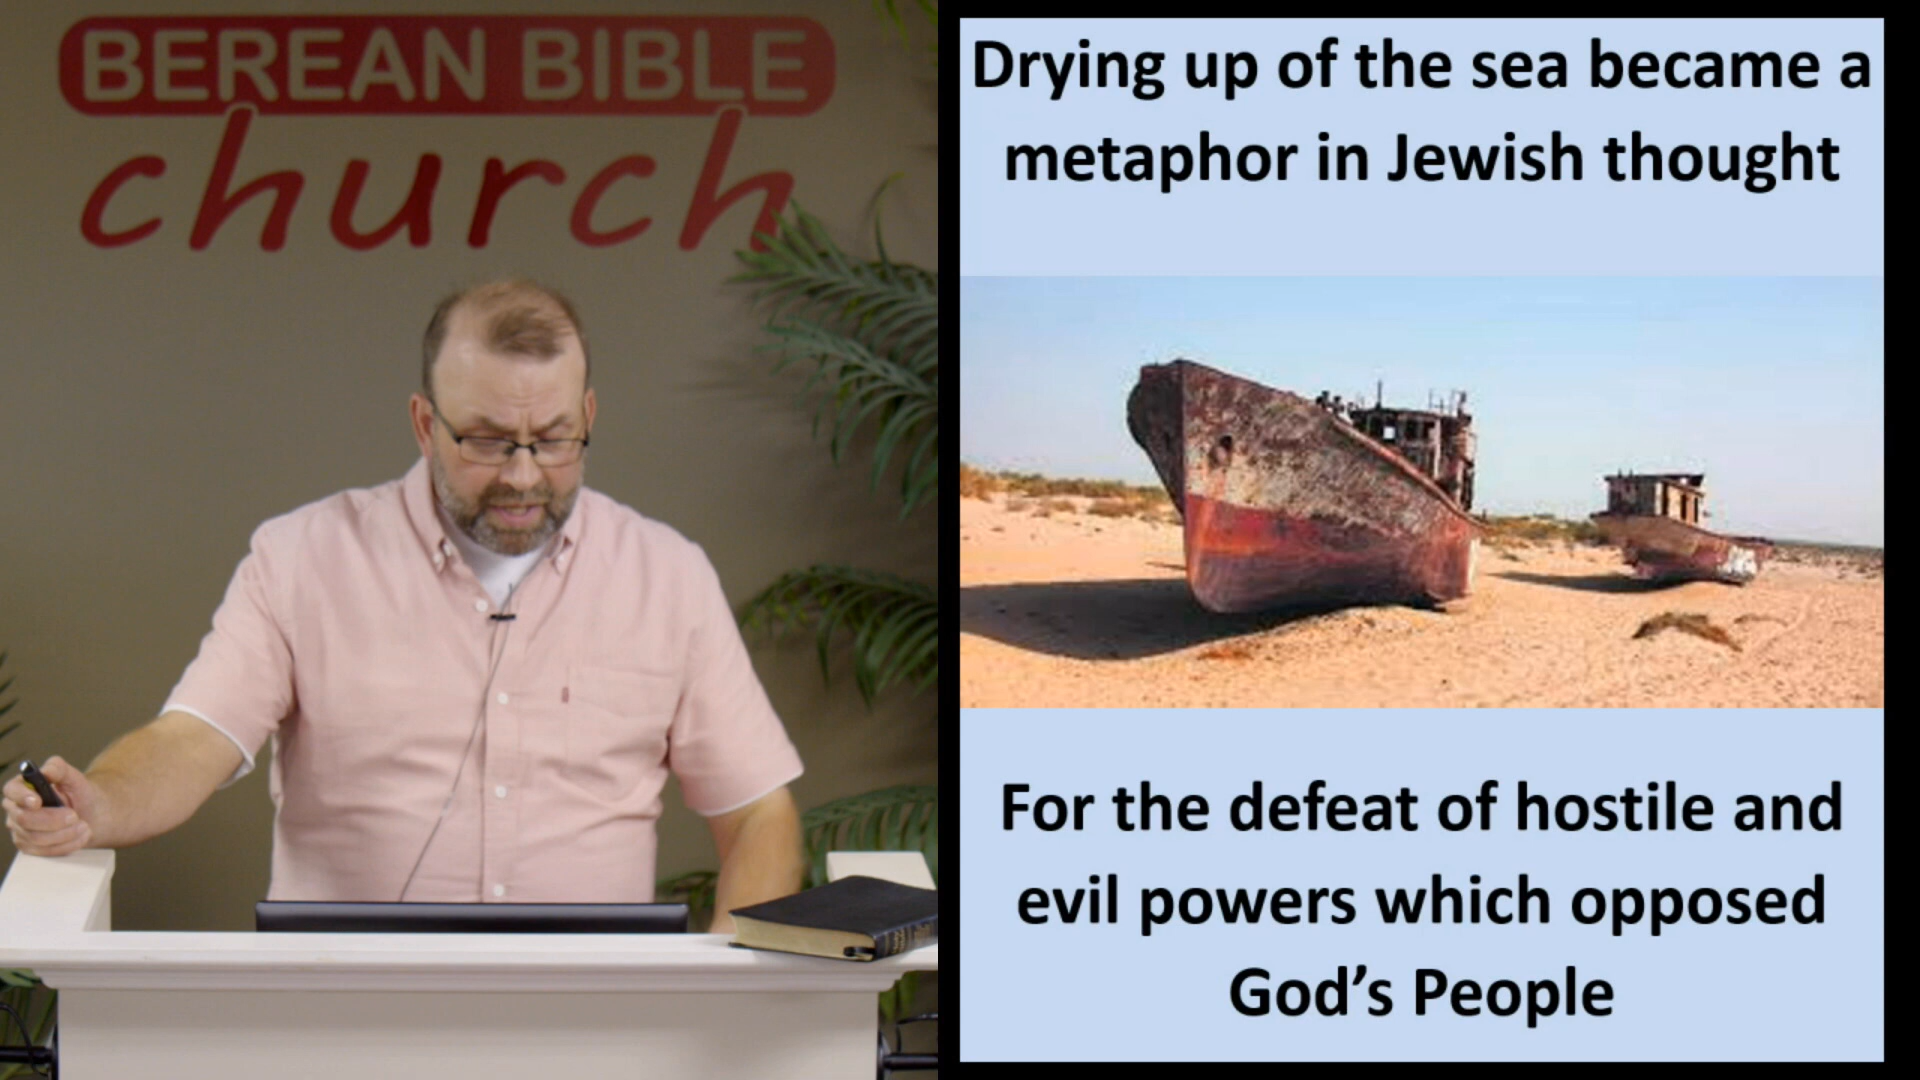 BEREAN BIBLE
church
Drying up of the sea became a
metaphor in Jewish thought
For the defeat of hostile and
evil powers which opposed
God’s People